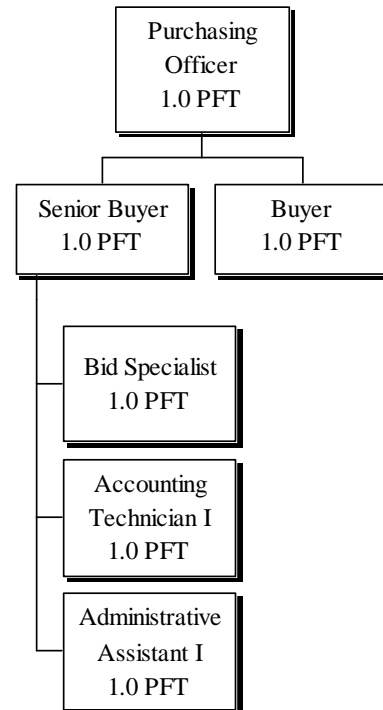 Purchasing
Officer
1.0 PFT
Senior Buyer
1.0 PFT
Buyer
1.0 PFT
Bid Specialist
1.0 PFT
Accounting
Technician I
1.0 PFT
Administrative
Assistant I
1.0 PFT